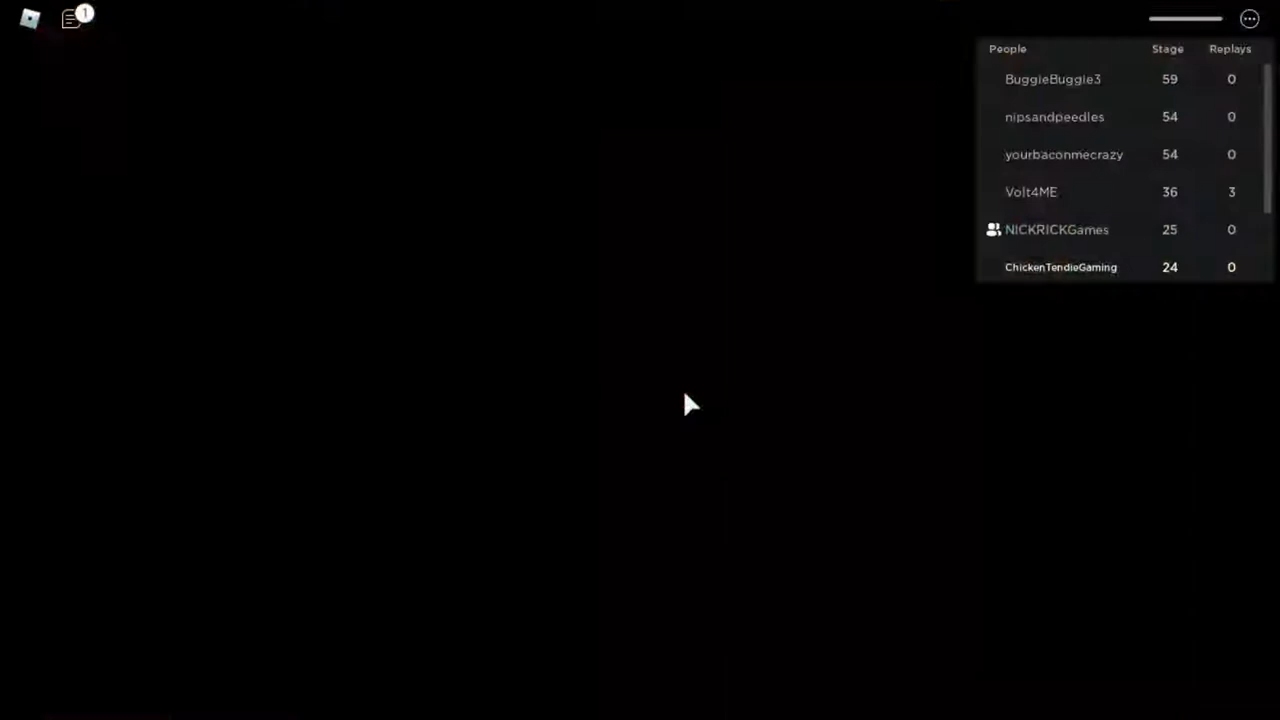 1
People Stage Replays
BuggieBuggie3 59 0
nipsandpeedles 54 0
yourbaconmecrazy 54 0
Volt4ME 36 3
NICKRICKGames 25 0
ChickenTendieGaming 24 0